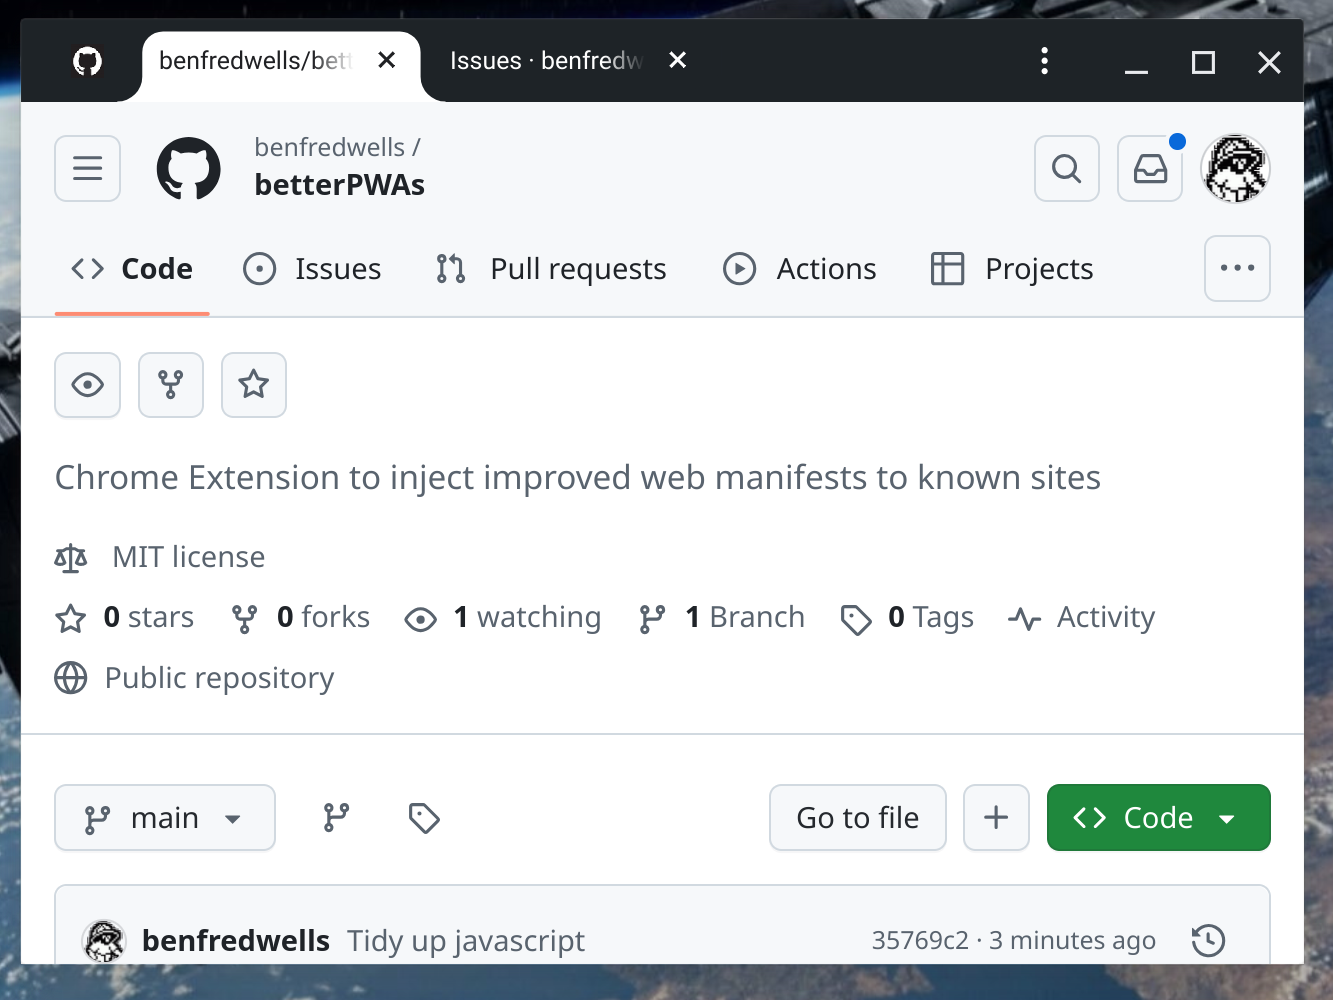 benfredwells/bett
Issues · benfredw
benfredwells /
betterPWAs
Code Issues Pull requests Actions Projects
Chrome Extension to inject improved web manifests to known sites
MIT license
0 stars 0 forks 1 watching 1 Branch 0 Tags Activity
Public repository
main Go to file Code
benfredwells Tidy up javascript 35769c2 · 3 minutes ago